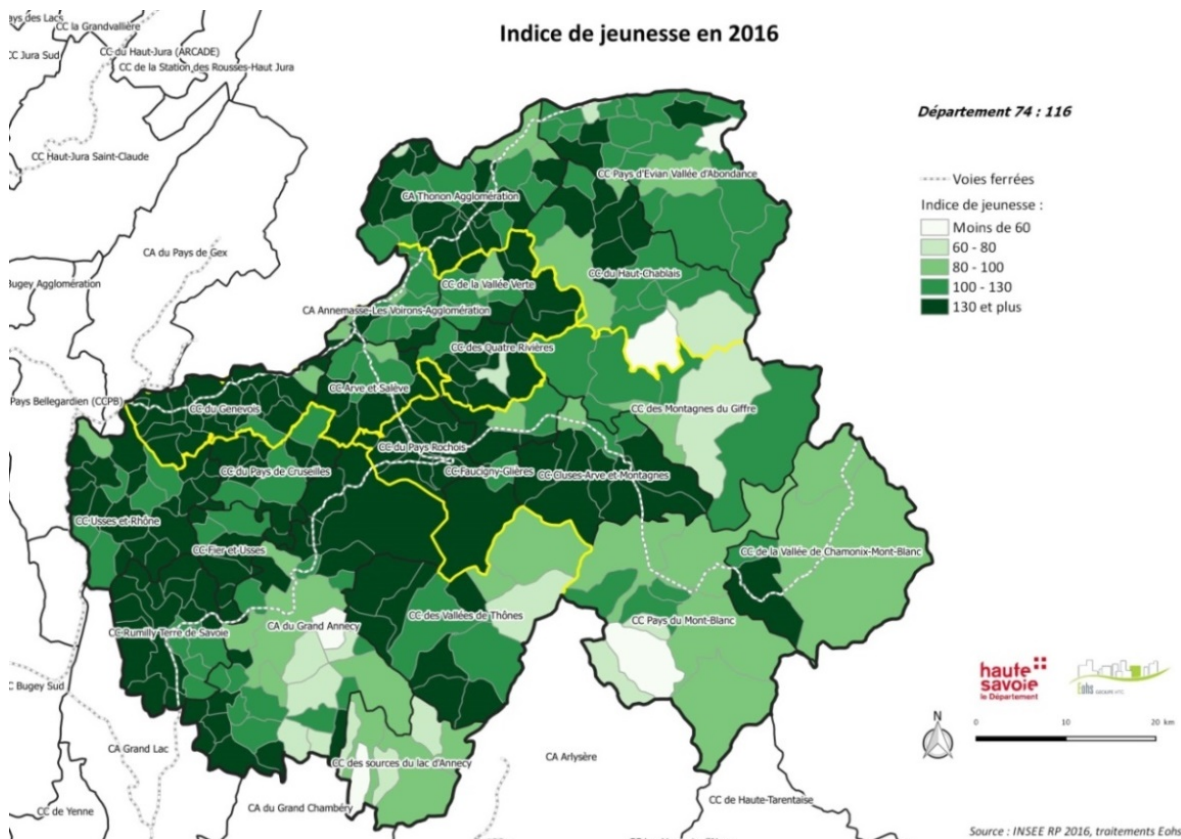 Indice de jeunesse en 2016
Département 74 : 116
Voies ferrées
Indice de jeunesse :
Moins de 60
60 - 80
80 - 100
100 - 130
130 et plus
CC la Grandvallière
CC Jura Sud
CC du Haut-Jura (ARCADE)
CC de la Station des Rousses-Haut Jura
CC Haut-Jura Saint-Claude
CA du Pays de Gex
Bugey Agglomération
Pays Bellegardien (CCPB)
CC Pays d'Evian Vallée d'Abondance
CA Thonon Agglomération
CC du Haut-Chablais
CC de la Vallée Verte
CA Annemasse-Les Voirons-Agglomération
CC des Quatre Rivières
CC Arve et Salève
CC du Genevois
CC des Montagnes du Giffre
CC du Pays Rochois
CC du Pays de Cruseilles
CC Faucigny-Glières
CC Cluses-Arve et Montagnes
CC Usses et Rhône
CC Fier et Usses
CC de la Vallée de Chamonix-Mont-Blanc
CC des Vallées de Thônes
CA du Grand Annecy
CC Pays du Mont-Blanc
CC Rumilly Terre de Savoie
CC des sources du lac d'Annecy
Bugey Sud
CA Grand Lac
CA Arlysère
CC de Yenne
CA du Grand Chambéry
CC de Haute-Tarentaise
haute
savoie
le Département
Eohs
N
0 10 20 km
Source : INSEE RP 2016, traitements Eohs